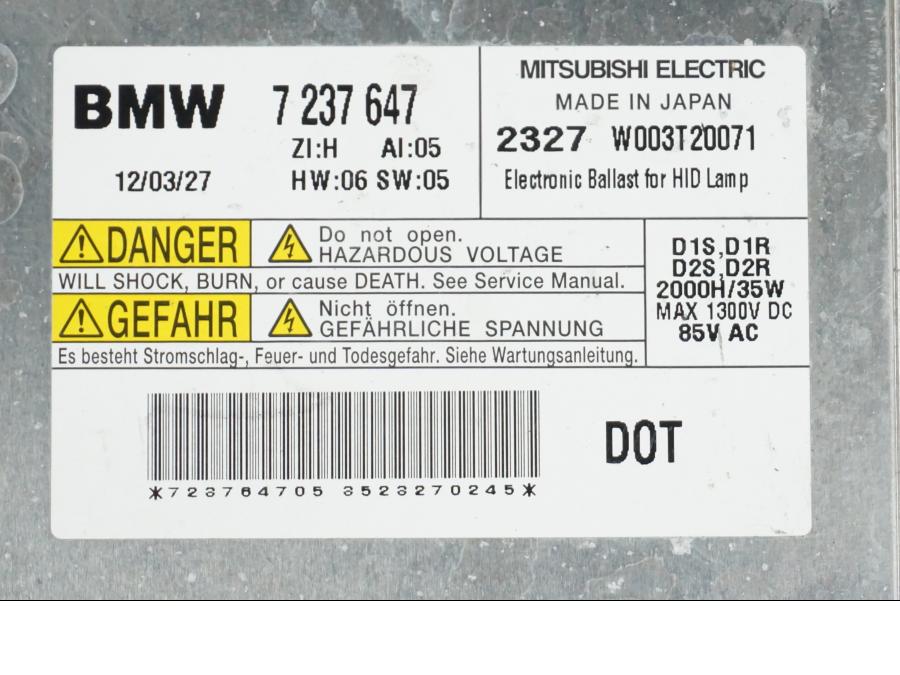 BMW 7 237 647
ZI:H AI:05
12/03/27 HW:06 SW:05
MITSUBISHI ELECTRIC
MADE IN JAPAN
2327 W003T20071
Electronic Ballast for HID Lamp
DANGER
Do not open.
HAZARDOUS VOLTAGE
WILL SHOCK, BURN, or cause DEATH. See Service Manual.
GEFAHR
Nicht öffnen.
GEFÄHRLICHE SPANNUNG
Es besteht Stromschlag-, Feuer- und Todesgefahr. Siehe Wartungsanleitung.
D1S,D1R
D2S,D2R
2000H/35W
MAX 1300V DC
85V AC
*723764705 3523270245*
DOT